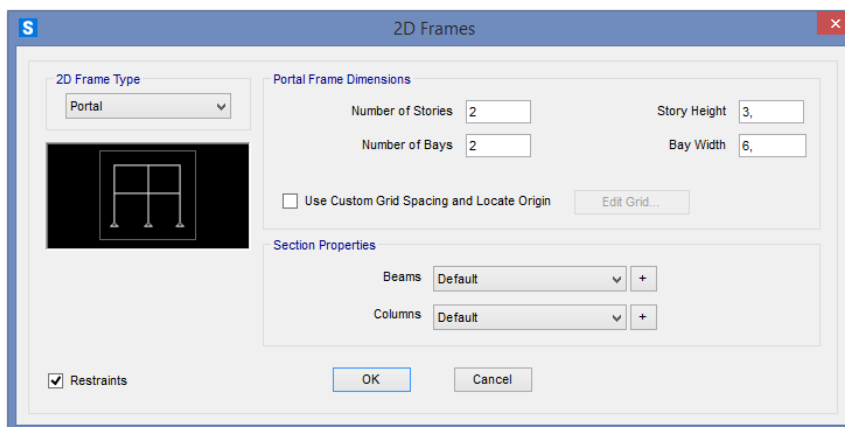 S
2D Frames
2D Frame Type
Portal
Portal Frame Dimensions
Number of Stories 2
Story Height 3,
Number of Bays 2
Bay Width 6,
Use Custom Grid Spacing and Locate Origin
Edit Grid...
Section Properties
Beams Default +
Columns Default +
Restraints
OK
Cancel